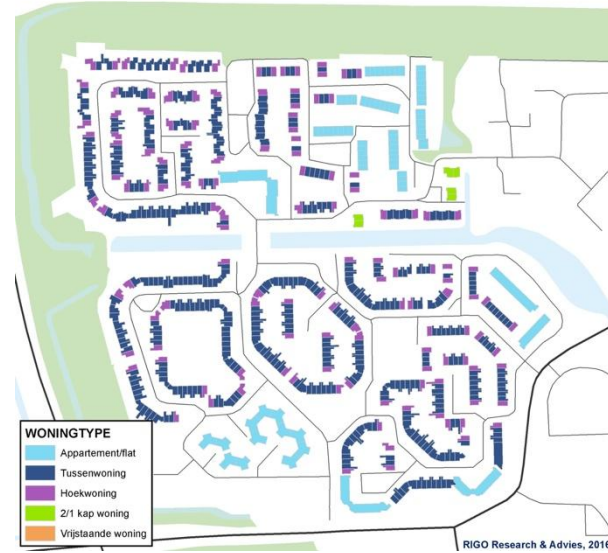 WONINGTYPE
Appartement/flat
Tussenwoning
Hoekwoning
2/1 kap woning
Vrijstaande woning
RIGO Research & Advies, 2016